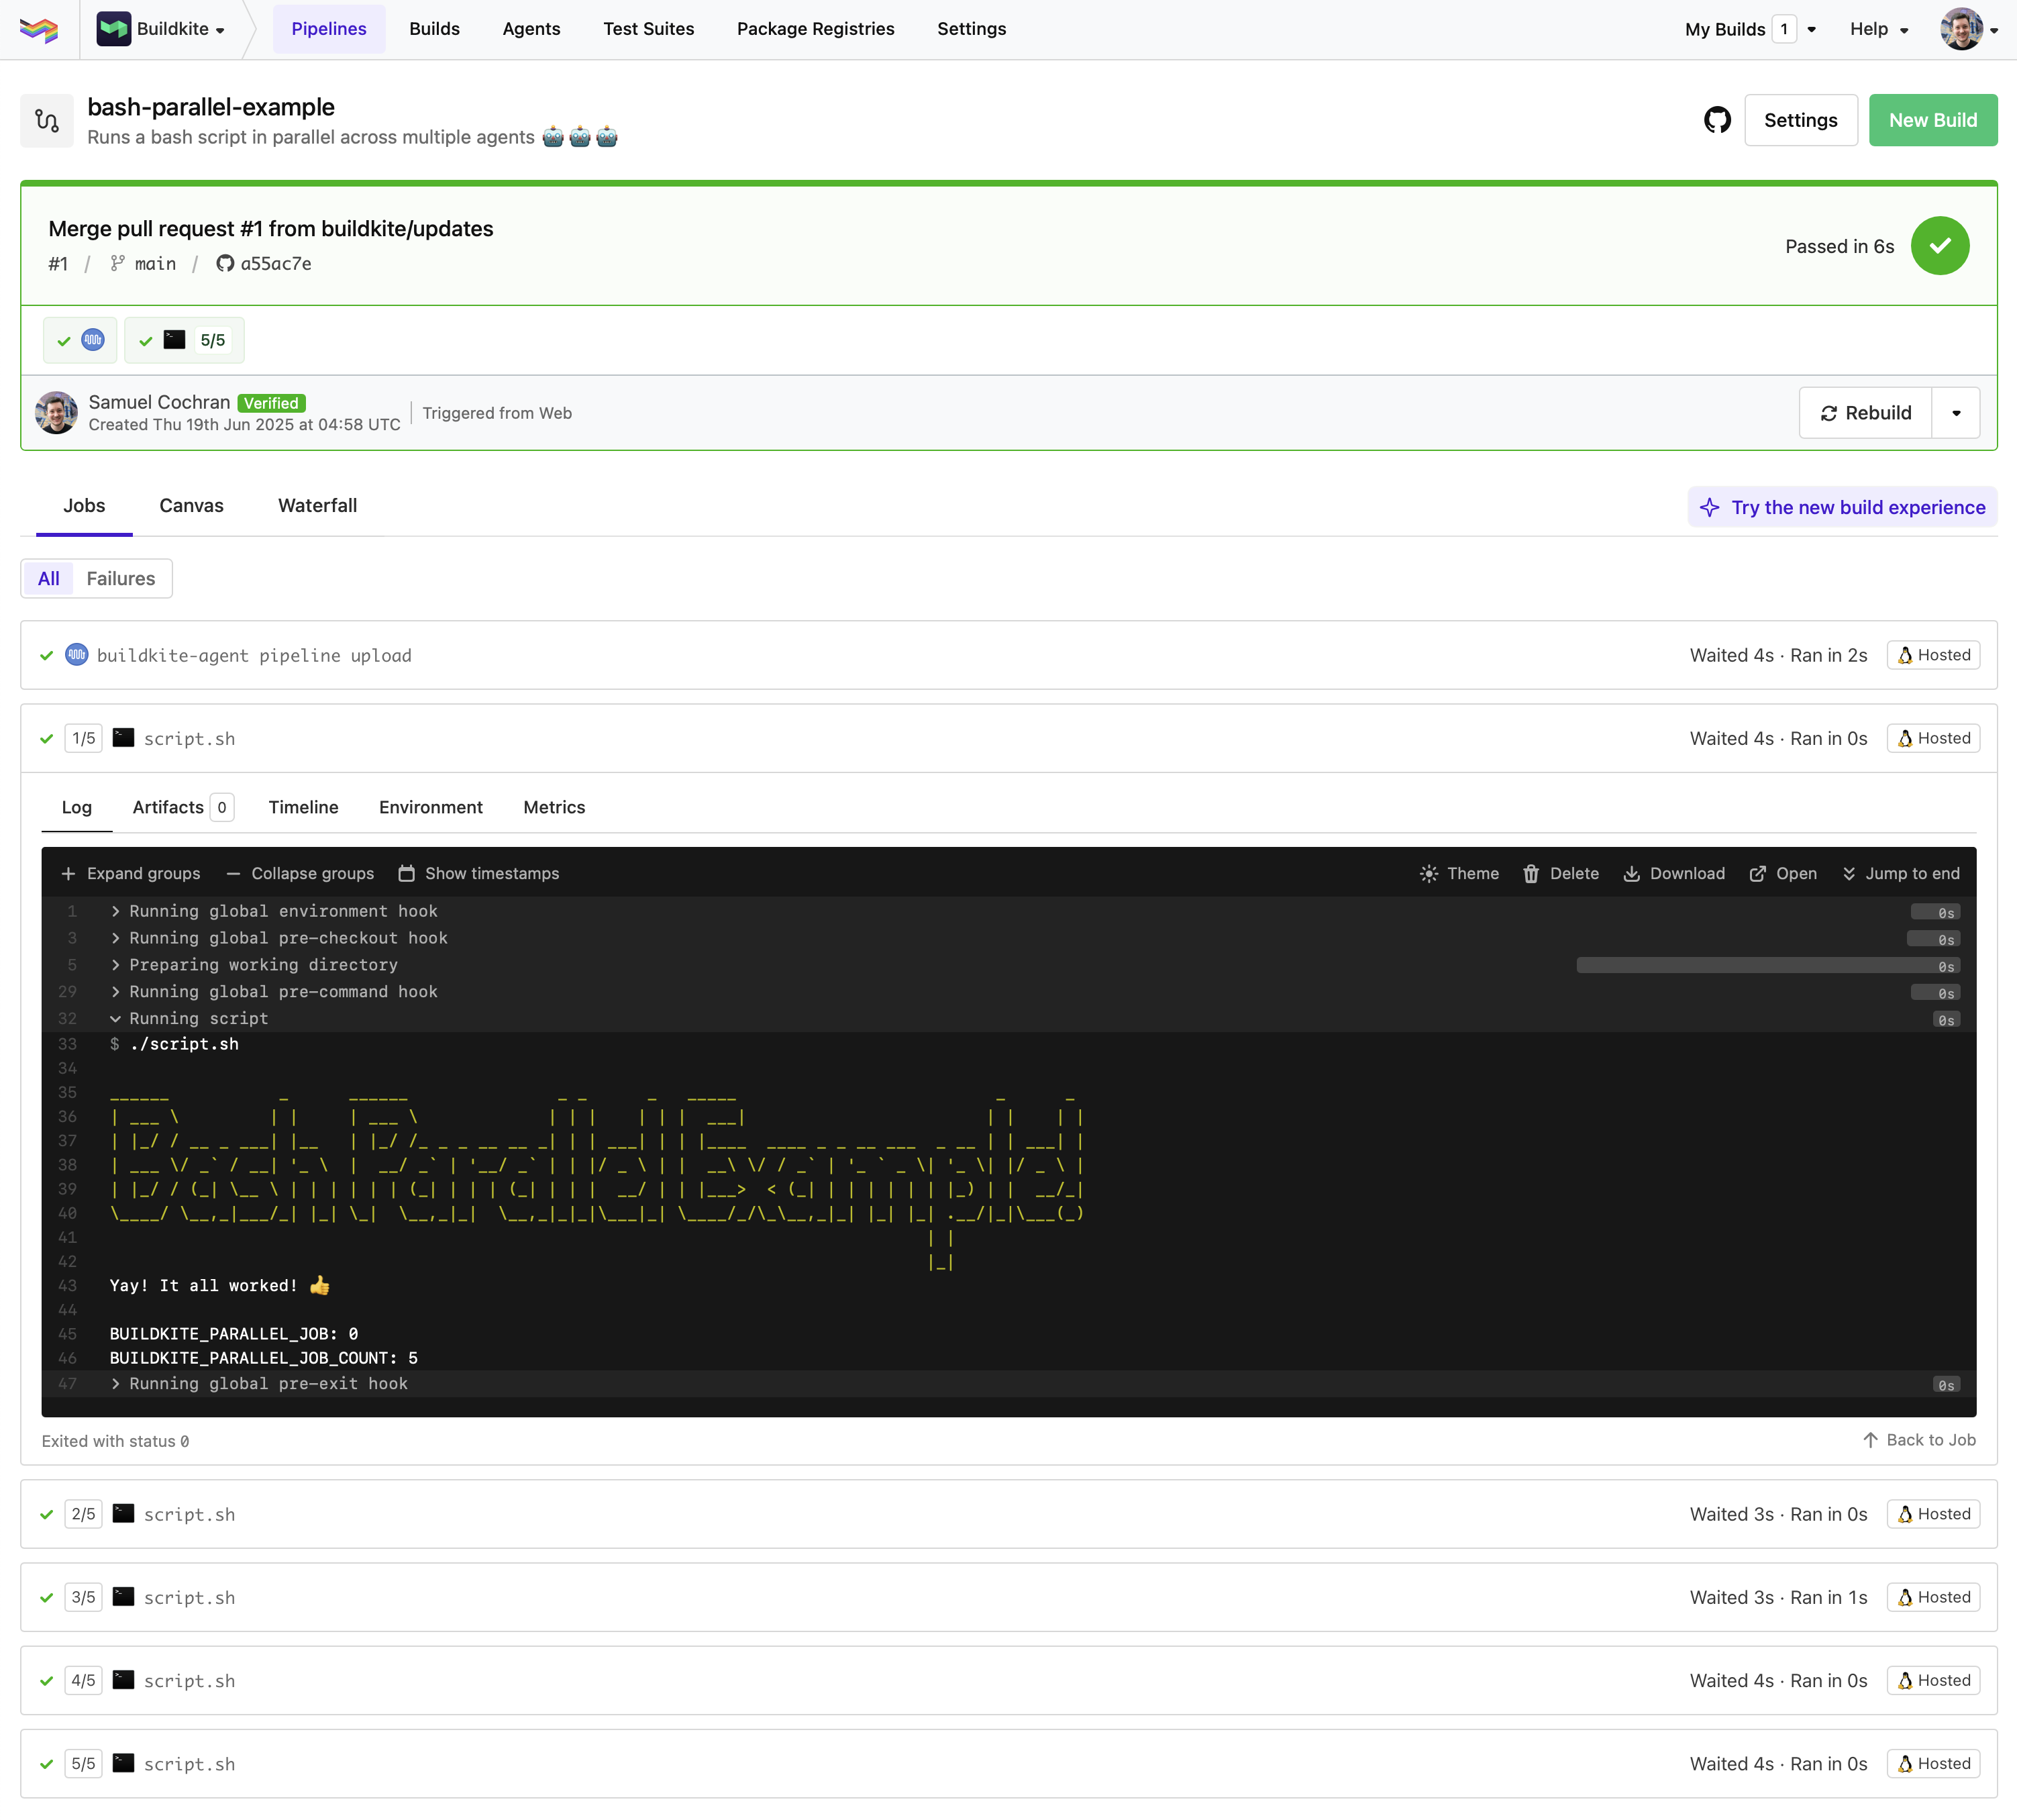 Buildkite Pipelines Builds Agents Test Suites Package Registries Settings My Builds 1 Help
bash-parallel-example
Runs a bash script in parallel across multiple agents 🤖🤖🤖
Settings New Build
Merge pull request #1 from buildkite/updates
#1 / main / a55ac7e
Passed in 6s
5/5
Samuel Cochran Verified
Created Thu 19th Jun 2025 at 04:58 UTC
Triggered from Web
Rebuild
Jobs Canvas Waterfall
Try the new build experience
All Failures
buildkite-agent pipeline upload Waited 4s · Ran in 2s Hosted
1/5 script.sh Waited 4s · Ran in 0s Hosted
Log Artifacts 0 Timeline Environment Metrics
+ Expand groups − Collapse groups Show timestamps Theme Delete Download Open Jump to end
1 > Running global environment hook 0s
3 > Running global pre-checkout hook 0s
5 > Preparing working directory 0s
29 > Running global pre-command hook 0s
32 Running script 0s
33 $ ./script.sh
34
35
36
37
38 Bash Parallel Example!
39
40
41
42
43 Yay! It all worked! 👍
44
45 BUILDKITE_PARALLEL_JOB: 0
46 BUILDKITE_PARALLEL_JOB_COUNT: 5
47 > Running global pre-exit hook 0s
Exited with status 0
Back to Job
2/5 script.sh Waited 3s · Ran in 0s Hosted
3/5 script.sh Waited 3s · Ran in 1s Hosted
4/5 script.sh Waited 4s · Ran in 0s Hosted
5/5 script.sh Waited 4s · Ran in 0s Hosted